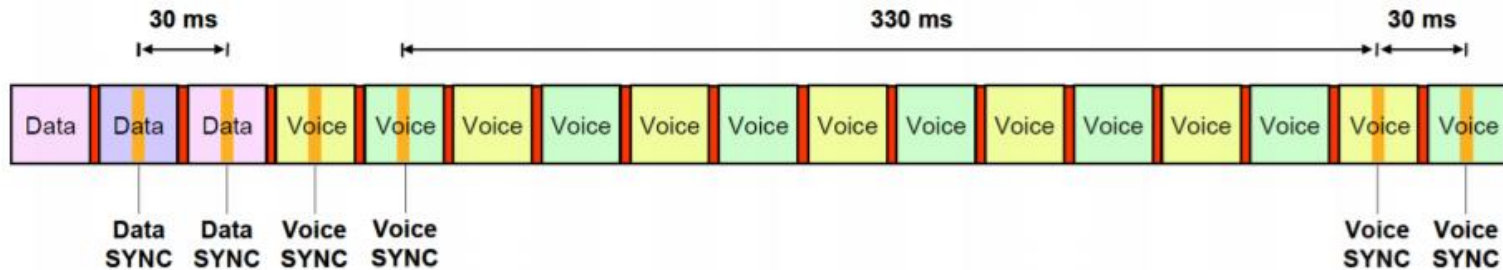 30 ms 330 ms 30 ms
Data Data Data Voice Voice Voice Voice Voice Voice Voice Voice Voice Voice Voice Voice Voice Voice
Data Data Voice Voice Voice Voice
SYNC SYNC SYNC SYNC SYNC SYNC